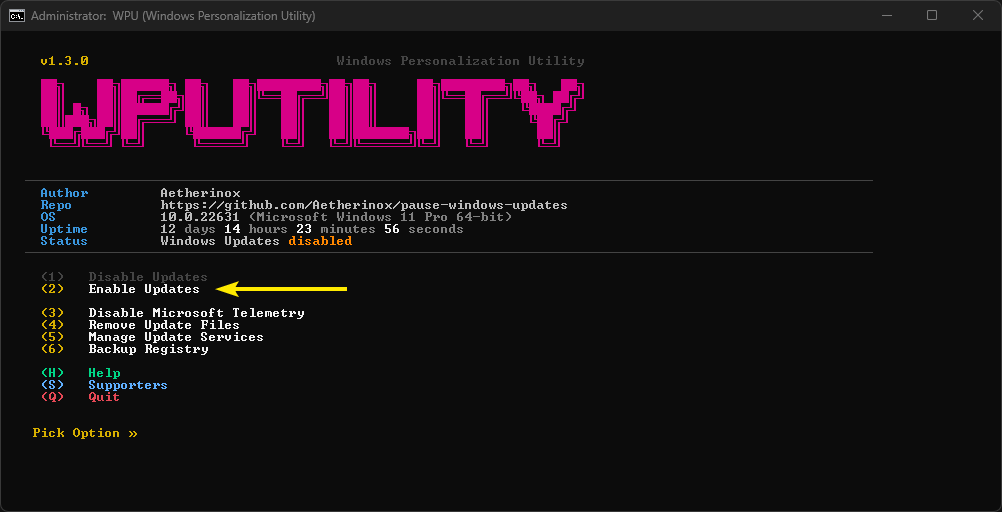 Administrator:  WPU (Windows Personalization Utility)
v1.3.0 Windows Personalization Utility
WPUTILITY
Author Aetherinox
Repo https://github.com/Aetherinox/pause-windows-updates
OS 10.0.22631 (Microsoft Windows 11 Pro 64-bit)
Uptime 12 days 14 hours 23 minutes 56 seconds
Status Windows Updates disabled
(1) Disable Updates
(2) Enable Updates
(3) Disable Microsoft Telemetry
(4) Remove Update Files
(5) Manage Update Services
(6) Backup Registry
(H) Help
(S) Supporters
(Q) Quit
Pick Option »